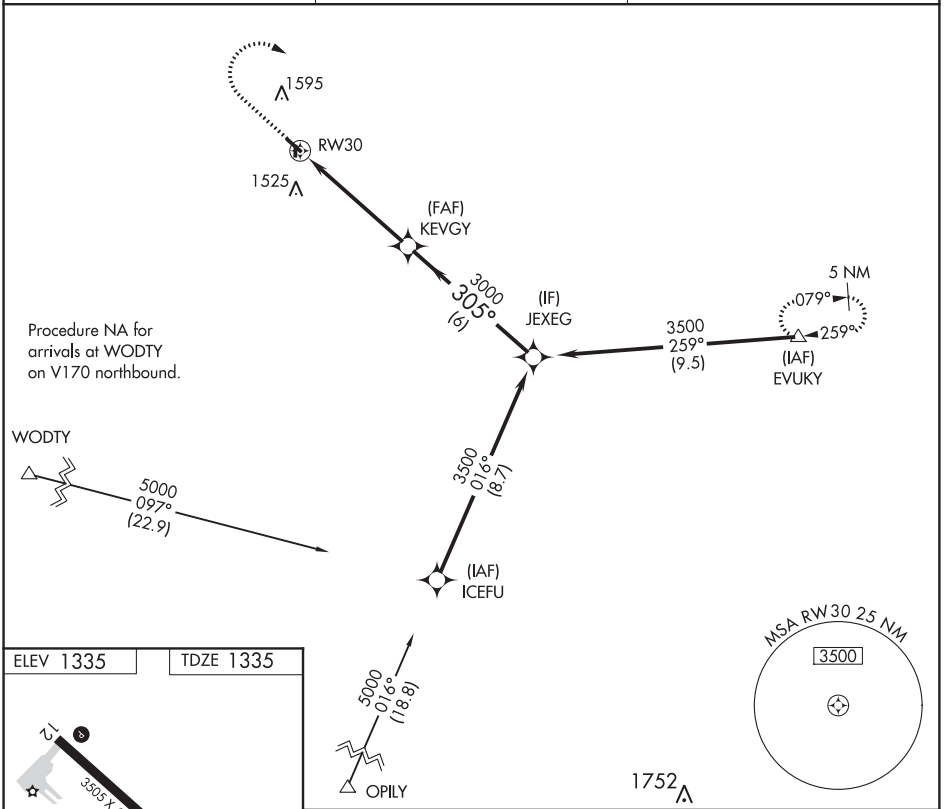 1595
RW30
1525
(FAF)
KEVGY
3000
305°
(6)
(IF)
JEXEG
5 NM
079°
259°
3500
259°
(9.5)
(IAF)
EVUKY
Procedure NA for
arrivals at WODTY
on V170 northbound.
WODTY
5000
097°
(22.9)
3500
016°
(8.7)
(IAF)
ICEFU
MSA RW30 25 NM
3500
ELEV 1335
TDZE 1335
5000
016°
(18.8)
12
P
3505 X
OPILY
1752